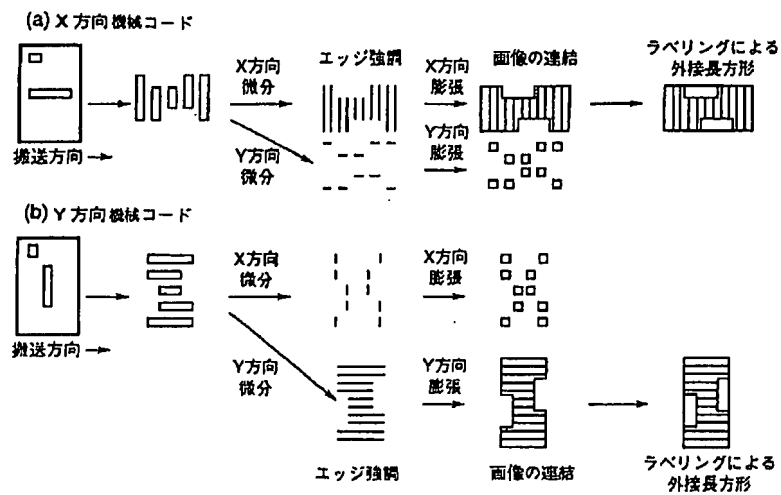 (a) X方向機械コード
搬送方向
X方向
微分
Y方向
微分
エッジ強調
X方向
膨張
Y方向
膨張
画像の連結
ラベリングによる
外接長方形
(b) Y方向機械コード
搬送方向
X方向
微分
Y方向
微分
X方向
膨張
Y方向
膨張
エッジ強調
画像の連結
ラベリングによる
外接長方形